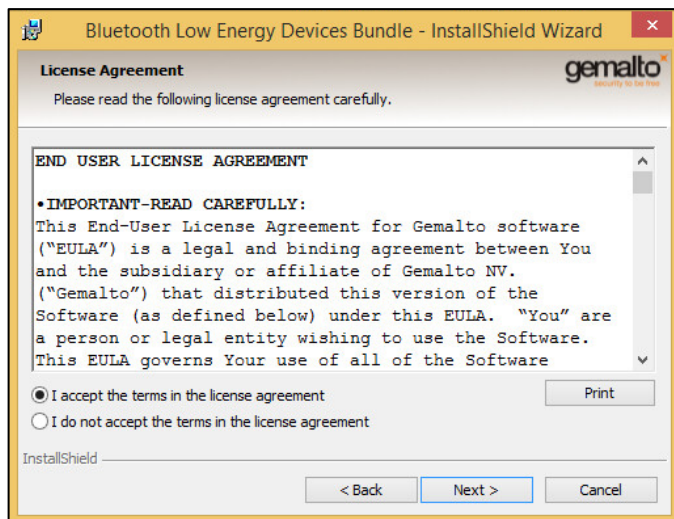 Bluetooth Low Energy Devices Bundle - InstallShield Wizard
License Agreement
gemalto
security to be free
Please read the following license agreement carefully.
END USER LICENSE AGREEMENT
•IMPORTANT-READ CAREFULLY:
This End-User License Agreement for Gemalto software
(“EULA”) is a legal and binding agreement between You
and the subsidiary or affiliate of Gemalto NV.
(“Gemalto”) that distributed this version of the
Software (as defined below) under this EULA.  “You” are
a person or legal entity wishing to use the Software.
This EULA governs Your use of all of the Software
I accept the terms in the license agreement
Print
I do not accept the terms in the license agreement
InstallShield
< Back
Next >
Cancel